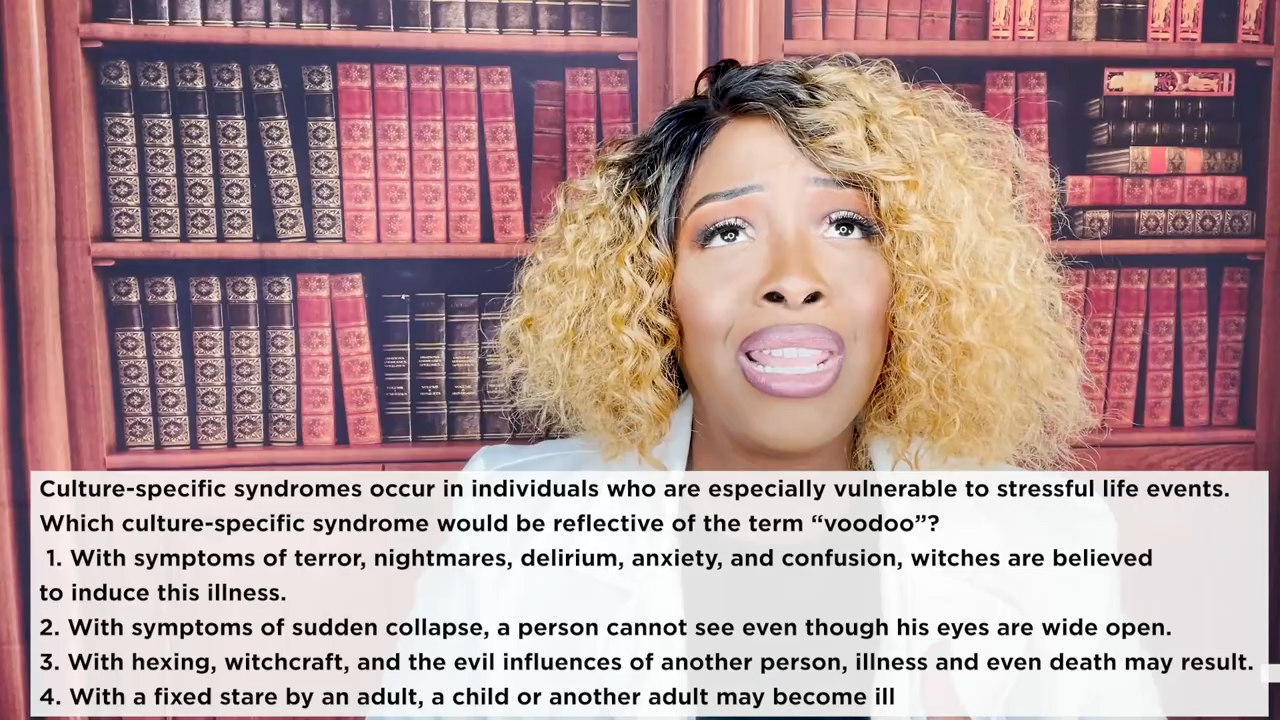 Culture-specific syndromes occur in individuals who are especially vulnerable to stressful life events.
Which culture-specific syndrome would be reflective of the term “voodoo”?
1. With symptoms of terror, nightmares, delirium, anxiety, and confusion, witches are believed
to induce this illness.
2. With symptoms of sudden collapse, a person cannot see even though his eyes are wide open.
3. With hexing, witchcraft, and the evil influences of another person, illness and even death may result.
4. With a fixed stare by an adult, a child or another adult may become ill